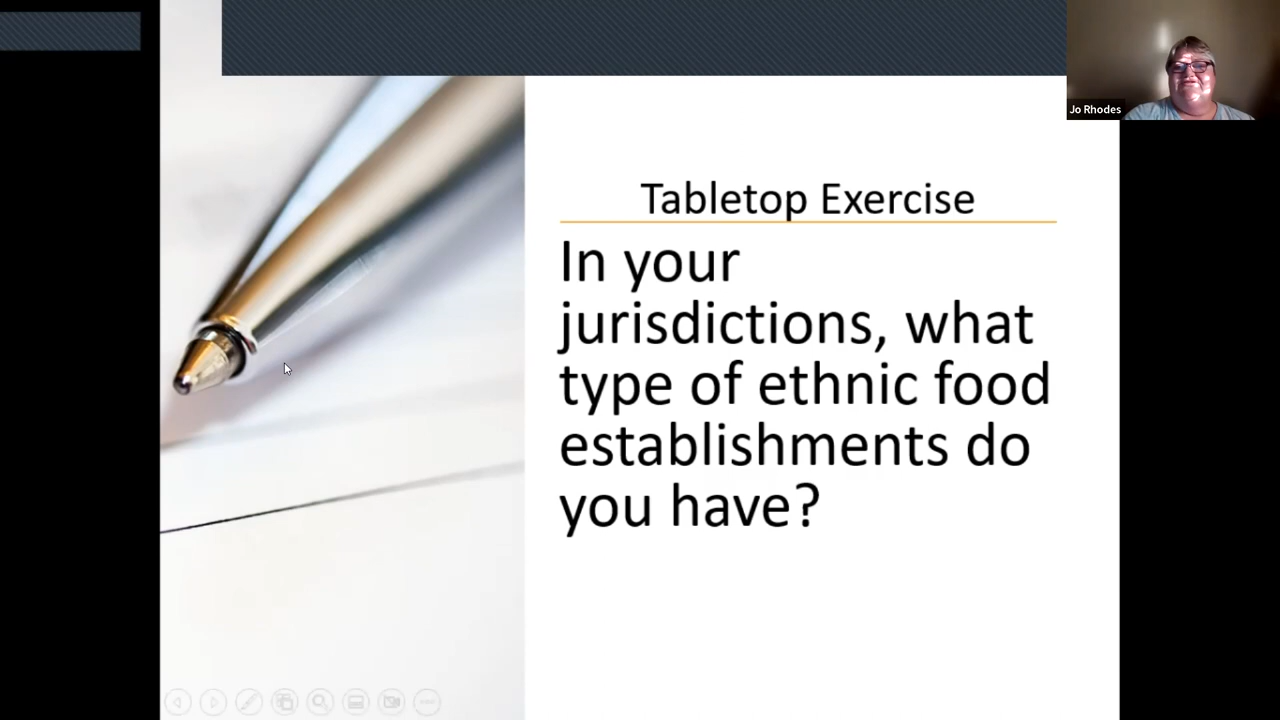 Jo Rhodes
Tabletop Exercise
In your
jurisdictions, what
type of ethnic food
establishments do
you have?